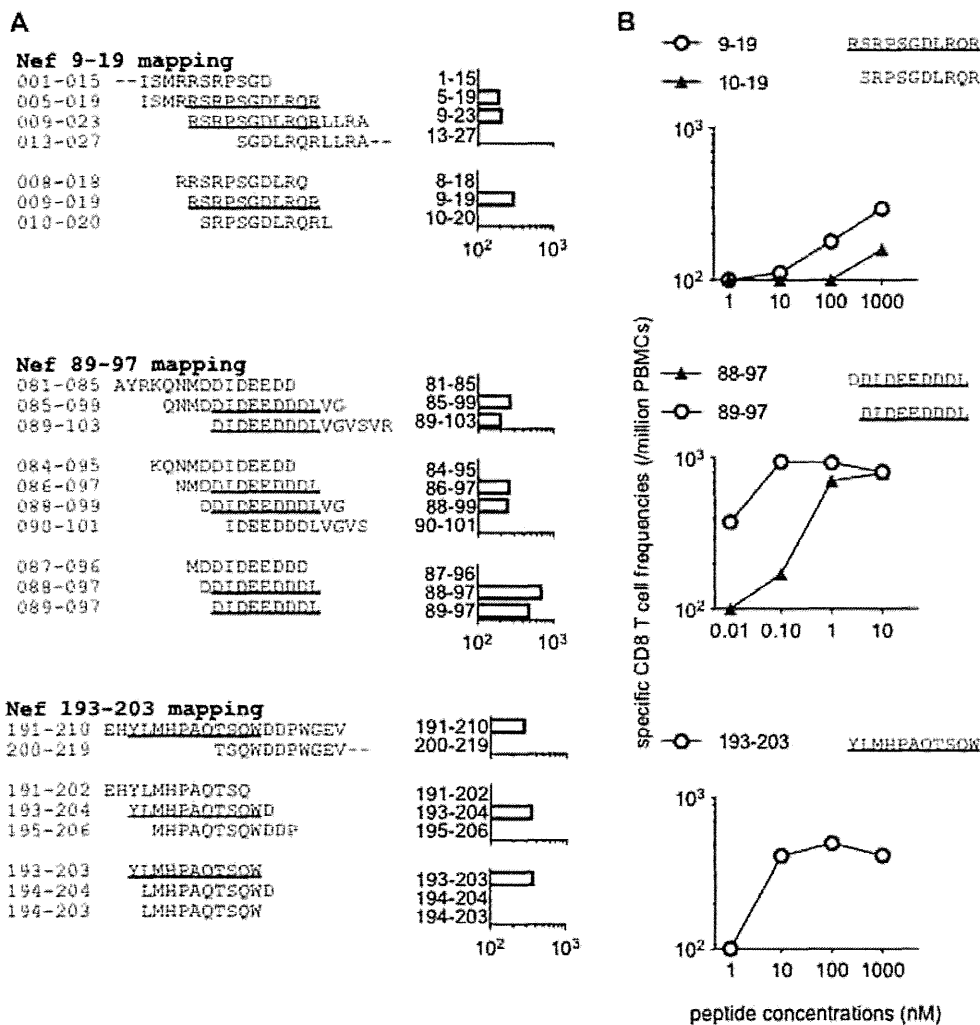 A
Nef 9-19 mapping
001-015 --ISMRRSRPSGD
005-019 ISMRRSRPSGDLRQR
009-023 RSRPSGDLRQRLLRA
013-027 SGDLRQRLLRA--
008-018 RRSRPSGDLRQ
009-019 RSRPSGDLRQR
010-020 SRPSGDLRQRL
1-15
5-19
9-23
13-27
8-18
9-19
10-20
10² 10³
Nef 89-97 mapping
081-085 AYRKQNMDDIDEEDD
085-099 QNMDDIDEEDDDLVG
089-103 DIDEEDDDLVGVSVR
084-095 KQNMDDIDEEDD
086-097 NMDDIDEEDDDL
088-099 DDIDEEDDDLVG
090-101 IDEEDDDLVGVS
087-096 MDDIDEEDDD
088-097 DDIDEEDDDL
089-097 DIDEEDDDL
81-85
85-99
89-103
84-95
86-97
88-99
90-101
87-96
88-97
89-97
10² 10³
Nef 193-203 mapping
191-210 EHYLMHPAQTSQWDDPWGEV
200-219 TSQWDDPWGEV--
191-202 EHYLMHPAQTSQ
193-204 YLMHPAQTSQWD
195-206 MHPAQTSQWDDP
193-203 YLMHPAQTSQW
194-204 LMHPAQTSQWD
194-203 LMHPAQTSQW
191-210
200-219
191-202
193-204
195-206
193-203
194-204
194-203
10² 10³
B
9-19 RSRPSGDLRQR
10-19 SRPSGDLRQR
10³
10²
1 10 100 1000
88-97 DDIDEEDDDL
89-97 DIDEEDDDL
10³
10²
0.01 0.10 1 10
193-203 YLMHPAQTSQW
10³
10²
1 10 100 1000
specific CD8 T cell frequencies (/million PBMCs)
peptide concentrations (nM)